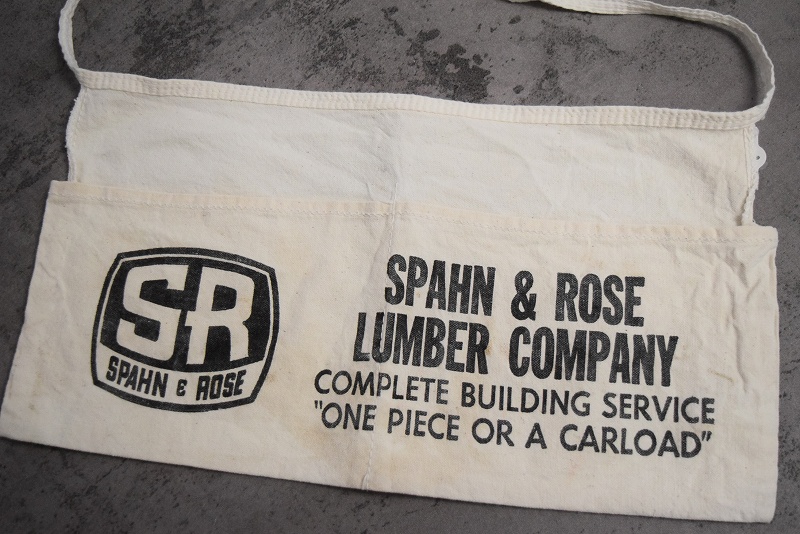 SR
SPAHN & ROSE
SPAHN & ROSE
LUMBER COMPANY
COMPLETE BUILDING SERVICE
"ONE PIECE OR A CARLOAD"